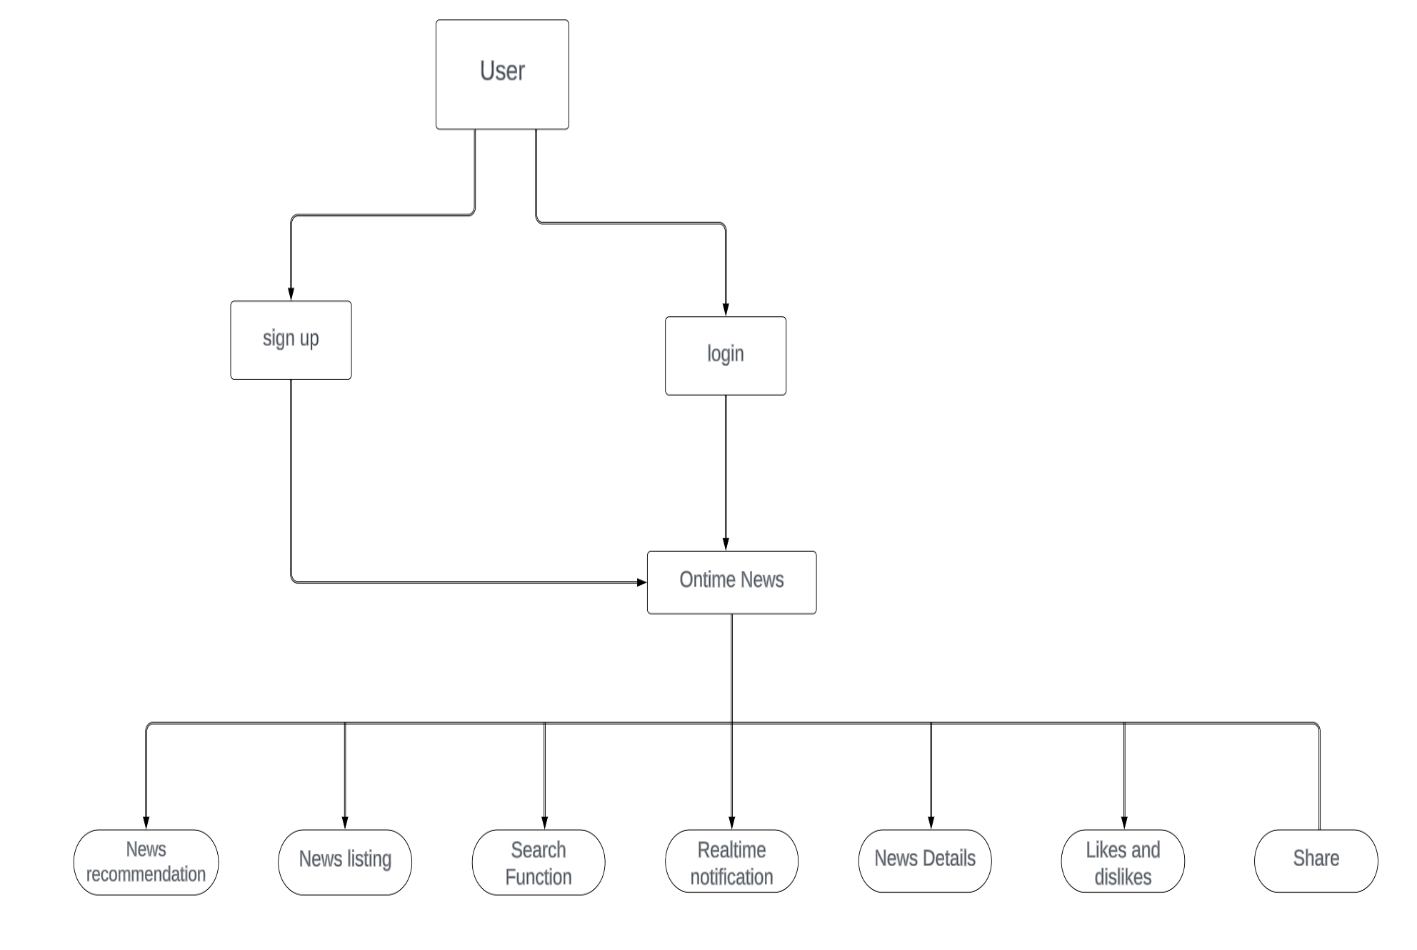 User
sign up
login
Ontime News
News
recommendation
News listing
Search
Function
Realtime
notification
News Details
Likes and
dislikes
Share